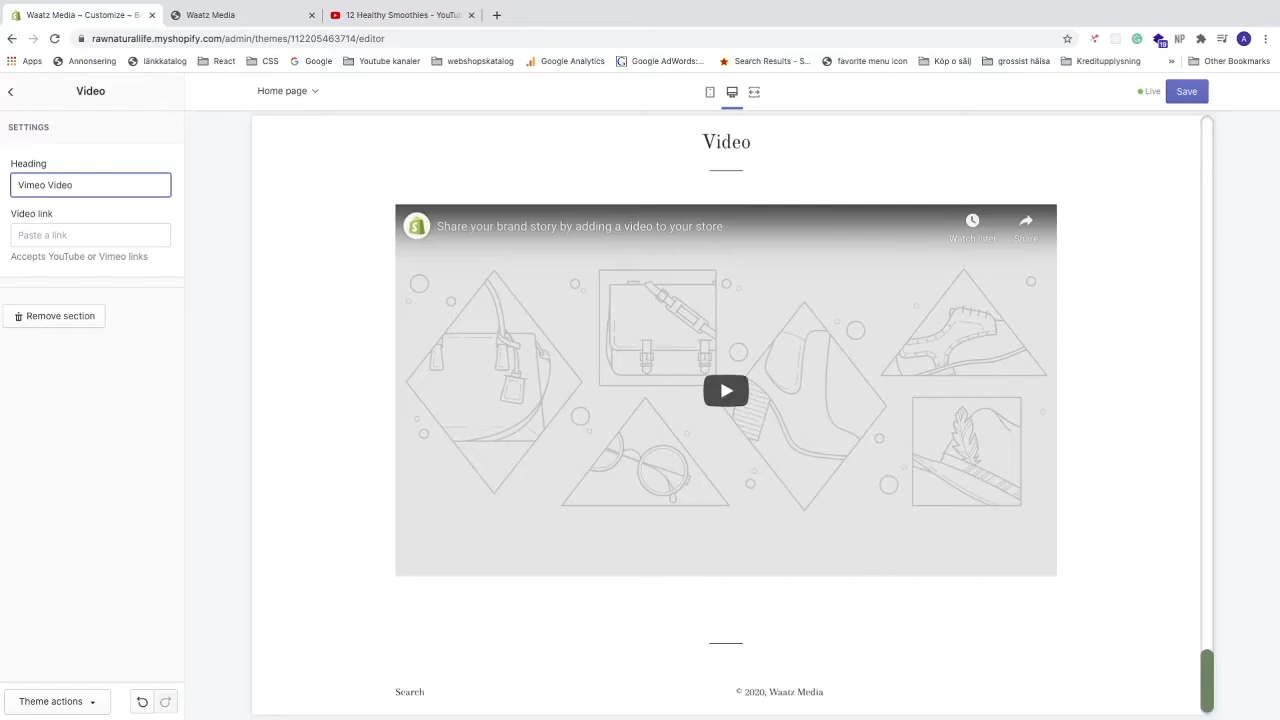 Waatz Media ~ Customize ~ B
Waatz Media
12 Healthy Smoothies - YouTu
rawnaturallife.myshopify.com/admin/themes/112205463714/editor
19
NP
A
Apps
Annonsering
länkkatalog
React
CSS
Google
Youtube kanaler
webshopskatalog
Google Analytics
Google AdWords:...
Search Results - S...
favorite menu icon
Köp o sälj
grossist hälsa
Kreditupplysning
»
Other Bookmarks
Video
Home page
Live
Save
SETTINGS
Heading
Vimeo Video
Video link
Paste a link
Accepts YouTube or Vimeo links
Remove section
Video
Share your brand story by adding a video to your store
Watch later
Share
Search
© 2020, Waatz Media
Theme actions